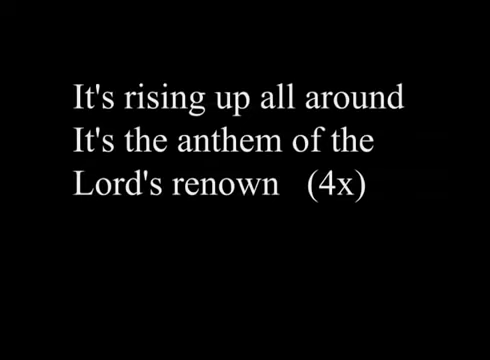 It's rising up all around
It's the anthem of the
Lord's renown (4x)